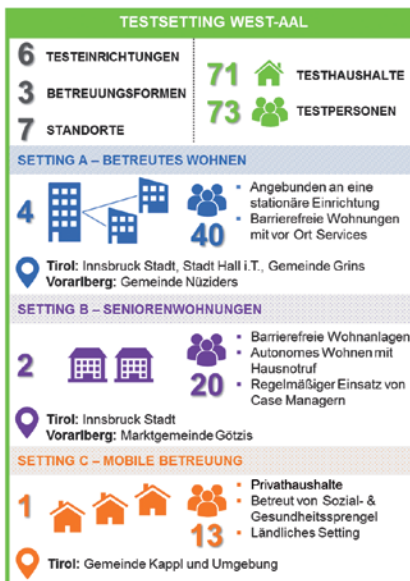 TESTSETTING WEST-AAL
6 TESTEINRICHTUNGEN
3 BETREUUNGSFORMEN
7 STANDORTE
71 TESTHAUSHALTE
73 TESTPERSONEN
SETTING A – BETREUTES WOHNEN
4
40
▪ Angebunden an eine
stationäre Einrichtung
▪ Barrierefreie Wohnungen
mit vor Ort Services
Tirol: Innsbruck Stadt, Stadt Hall i.T., Gemeinde Grins
Vorarlberg: Gemeinde Nüziders
SETTING B – SENIORENWOHNUNGEN
2
20
▪ Barrierefreie Wohnanlagen
▪ Autonomes Wohnen mit
Hausnotruf
▪ Regelmäßiger Einsatz von
Case Managern
Tirol: Innsbruck Stadt
Vorarlberg: Marktgemeinde Götzis
SETTING C – MOBILE BETREUUNG
1
13
▪ Privathaushalte
▪ Betreut von Sozial- &
Gesundheitssprengel
▪ Ländliches Setting
Tirol: Gemeinde Kappl und Umgebung